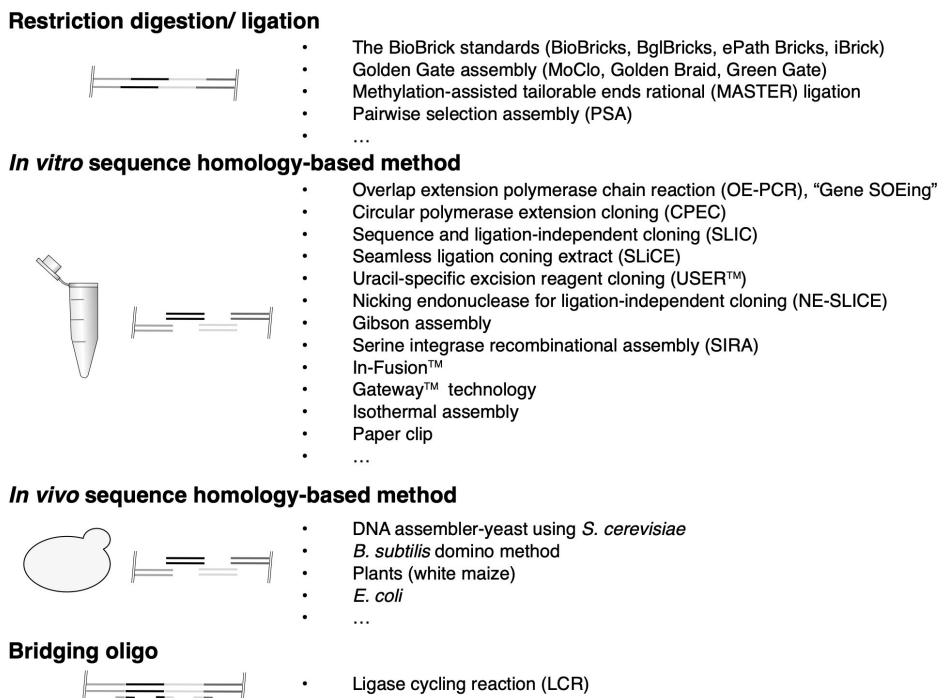 Restriction digestion/ ligation
• The BioBrick standards (BioBricks, BglBricks, ePath Bricks, iBrick)
• Golden Gate assembly (MoClo, Golden Braid, Green Gate)
• Methylation-assisted tailorable ends rational (MASTER) ligation
• Pairwise selection assembly (PSA)
• …
In vitro sequence homology-based method
• Overlap extension polymerase chain reaction (OE-PCR), “Gene SOEing”
• Circular polymerase extension cloning (CPEC)
• Sequence and ligation-independent cloning (SLIC)
• Seamless ligation coning extract (SLiCE)
• Uracil-specific excision reagent cloning (USER™)
• Nicking endonuclease for ligation-independent cloning (NE-SLICE)
• Gibson assembly
• Serine integrase recombinational assembly (SIRA)
• In-Fusion™
• Gateway™ technology
• Isothermal assembly
• Paper clip
• …
In vivo sequence homology-based method
• DNA assembler-yeast using S. cerevisiae
• B. subtilis domino method
• Plants (white maize)
• E. coli
• …
Bridging oligo
• Ligase cycling reaction (LCR)